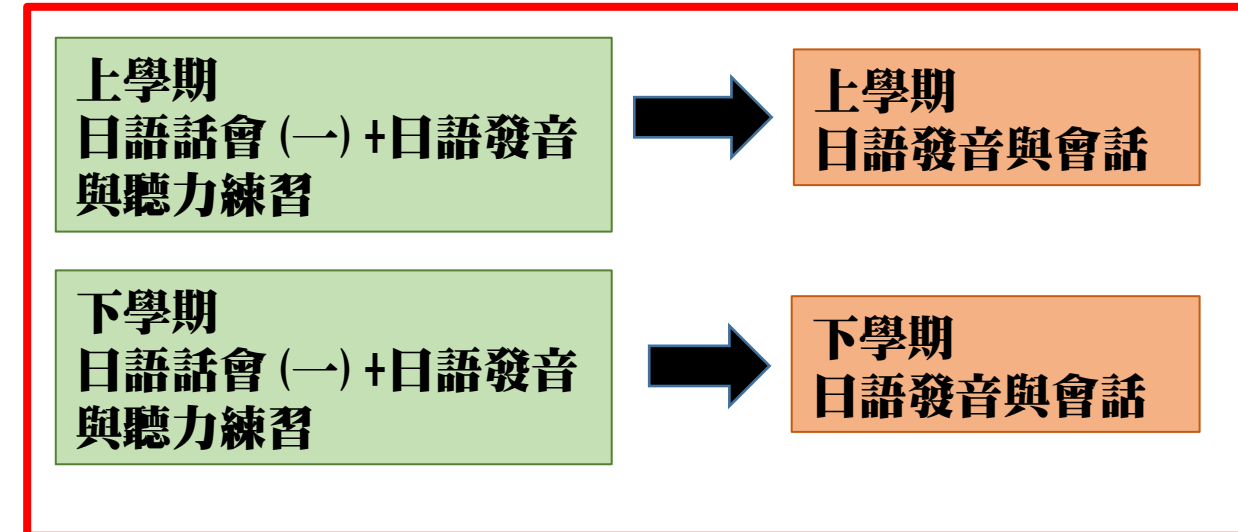 上學期
日語話會(一)+日語發音
與聽力練習
上學期
日語發音與會話
下學期
日語話會(一)+日語發音
與聽力練習
下學期
日語發音與會話